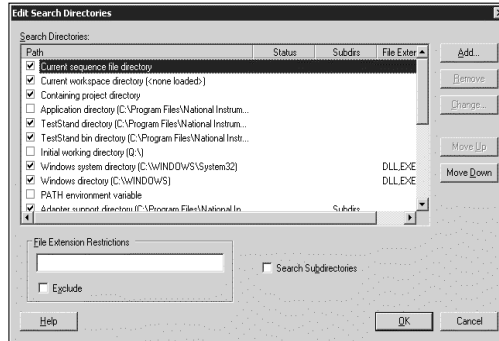 Edit Search Directories
Search Directories:
Path Status Subdirs File Exter
Current sequence file directory
Current workspace directory (<none loaded>)
Containing project directory
Application directory (C:\Program Files\National Instrum...
TestStand directory (C:\Program Files\National Instrum...
TestStand bin directory (C:\Program Files\National Instr...
Initial working directory (Q:\)
Windows system directory (C:\WINDOWS\System32) DLL,EXE
Windows directory (C:\WINDOWS) DLL,EXE
PATH environment variable
Adapter support directory (C:\Program Files\National In... Subdirs
Add...
Remove
Change...
Move Up
Move Down
File Extension Restrictions
Exclude
Search Subdirectories
Help
OK
Cancel